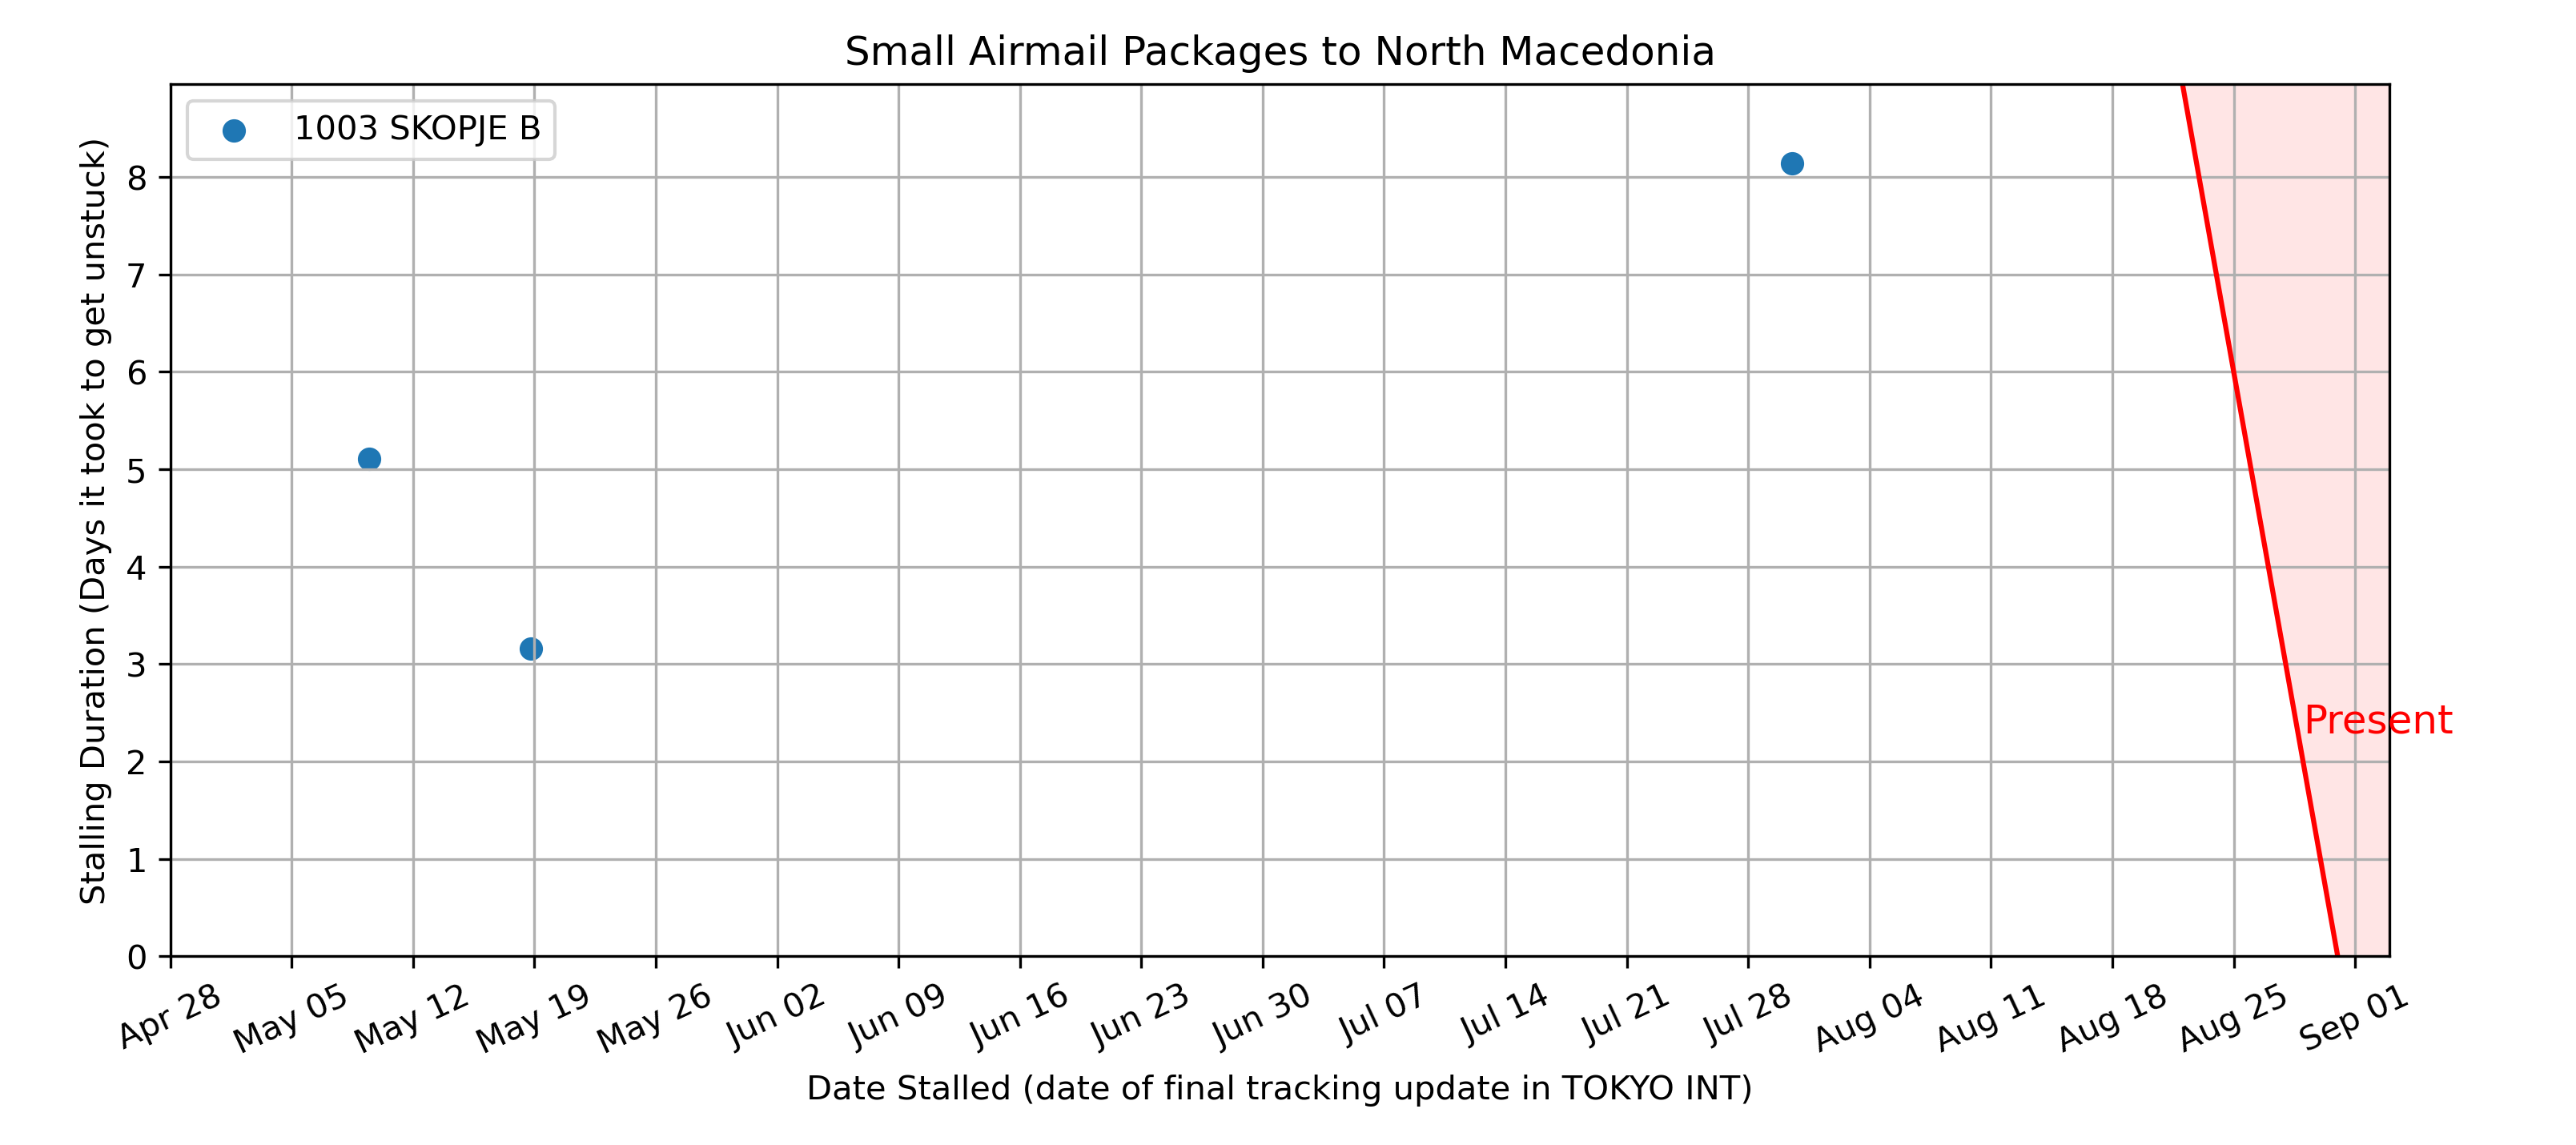 Small Airmail Packages to North Macedonia
1003 SKOPJE B
Stalling Duration (Days it took to get unstuck)
8
7
6
5
4
3
2
1
0
Present
Apr 28
May 05
May 12
May 19
May 26
Jun 02
Jun 09
Jun 16
Jun 23
Jun 30
Jul 07
Jul 14
Jul 21
Jul 28
Aug 04
Aug 11
Aug 18
Aug 25
Sep 01
Date Stalled (date of final tracking update in TOKYO INT)